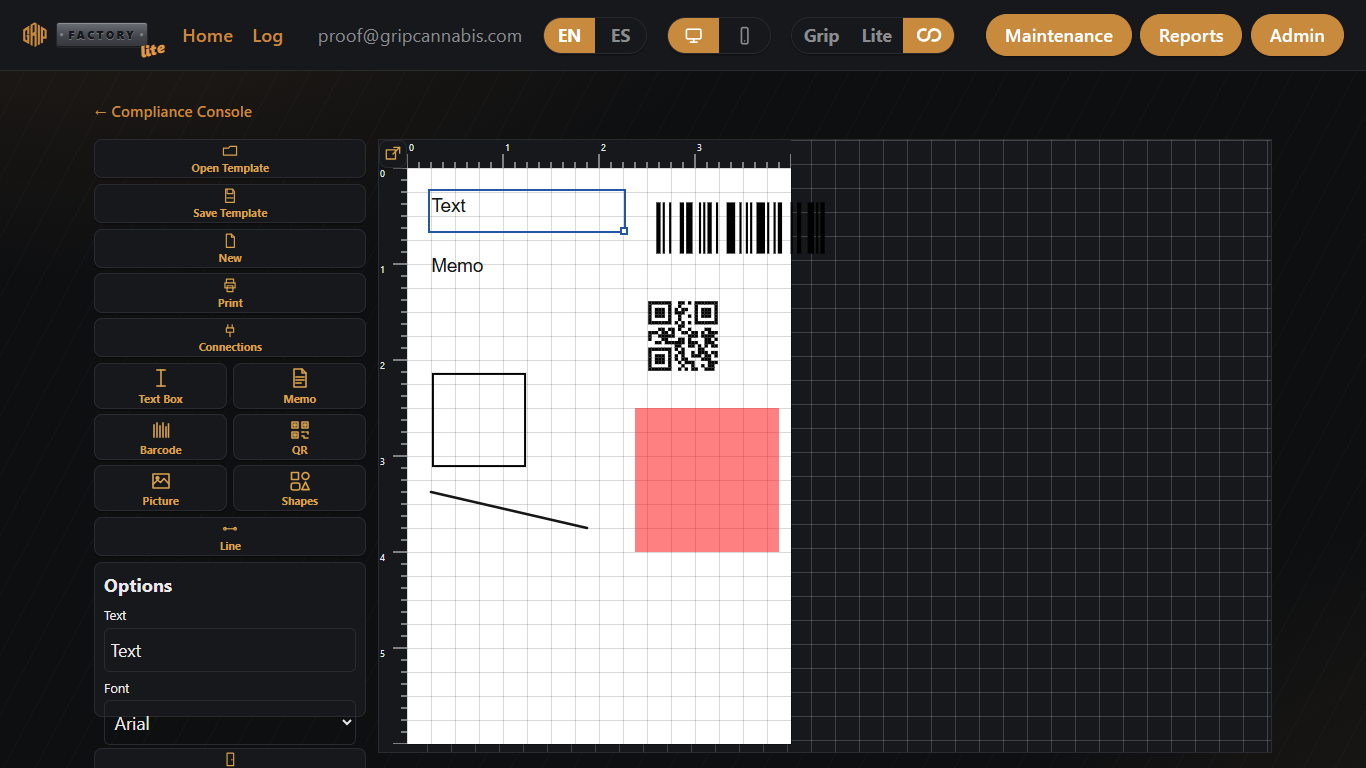 GRIP FACTORY lite Home Log proof@gripcannabis.com EN ES Grip Lite Maintenance Reports Admin
← Compliance Console
Open Template
Save Template
New
Print
Connections
Text Box Memo
Barcode QR
Picture Shapes
Line
Options
Text
Text
Font
Arial
0 1 2 3
0
1
2
3
4
5
Text
Memo